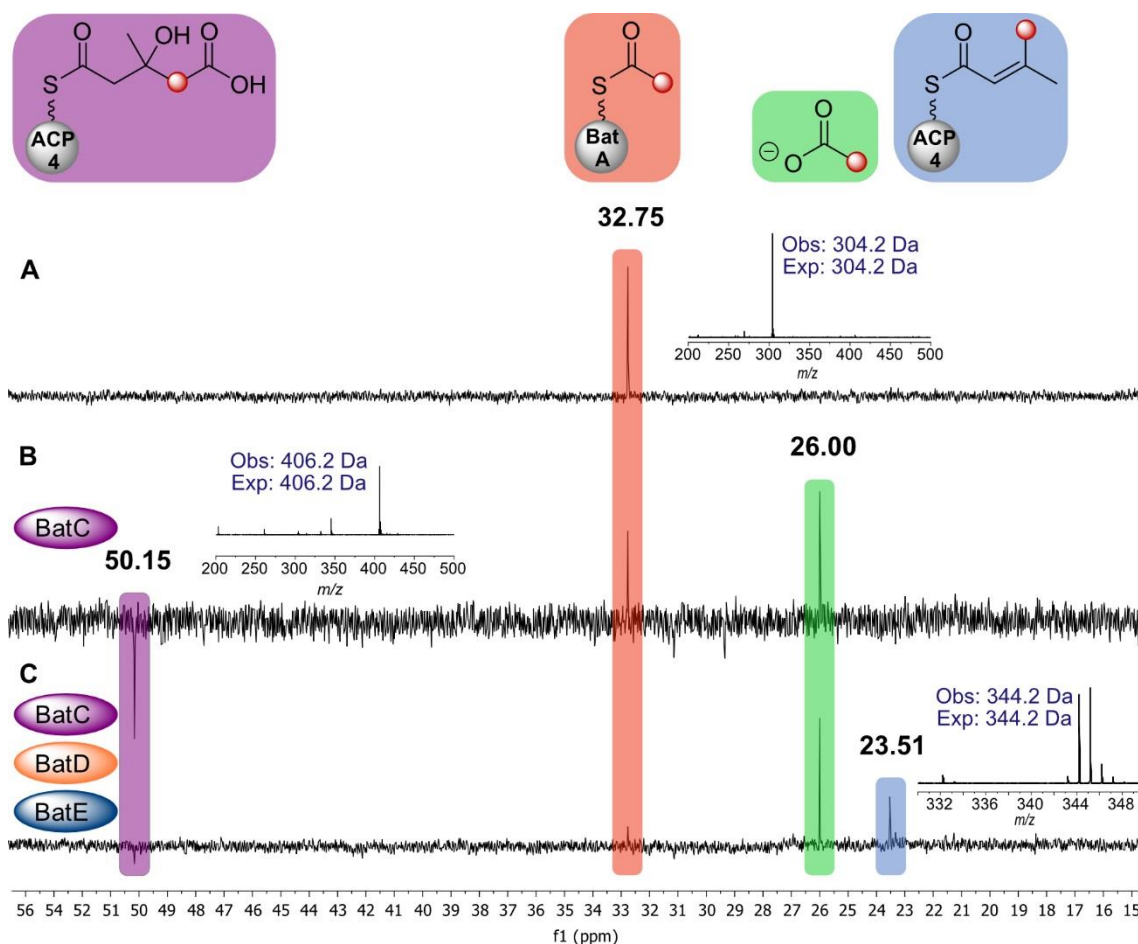 O OH O
S OH
ACP
4
O
S
Bat
A
O
⊖ O
O
S
ACP
4
32.75
A
Obs: 304.2 Da
Exp: 304.2 Da
200 250 300 350 400 450 500
m/z
B
Obs: 406.2 Da
Exp: 406.2 Da
26.00
BatC
50.15
200 250 300 350 400 450 500
m/z
C
BatC
BatD
BatE
23.51
Obs: 344.2 Da
Exp: 344.2 Da
332 336 340 344 348
m/z
56 55 54 53 52 51 50 49 48 47 46 45 44 43 42 41 40 39 38 37 36 35 34 33 32 31 30 29 28 27 26 25 24 23 22 21 20 19 18 17 16 15
f1 (ppm)